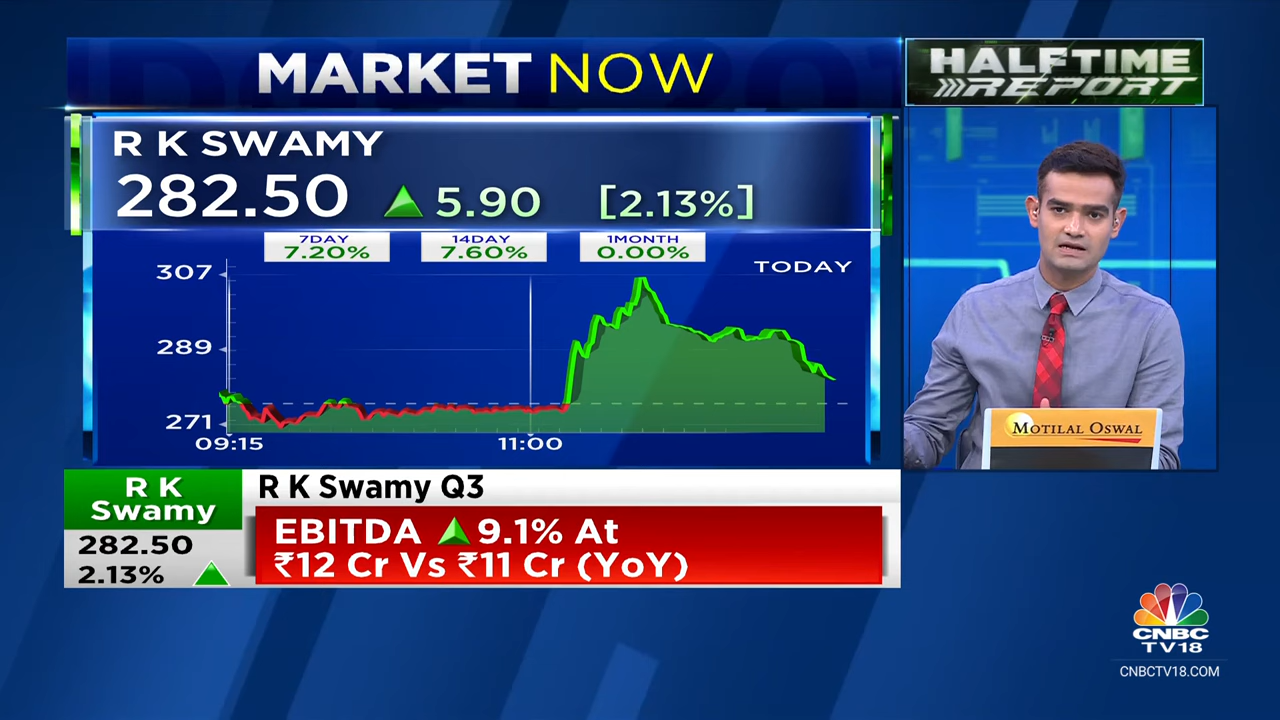 MARKET NOW
HALFTIME
REPORT
R K SWAMY
282.50 ▲ 5.90 [2.13%]
7DAY
7.20%
14DAY
7.60%
1MONTH
0.00%
TODAY
307
289
271
09:15
11:00
MOTILAL OSWAL
R K
Swamy
282.50
2.13%
R K Swamy Q3
EBITDA ▲ 9.1% At
₹12 Cr Vs ₹11 Cr (YoY)
CNBC
TV18
CNBCTV18.COM